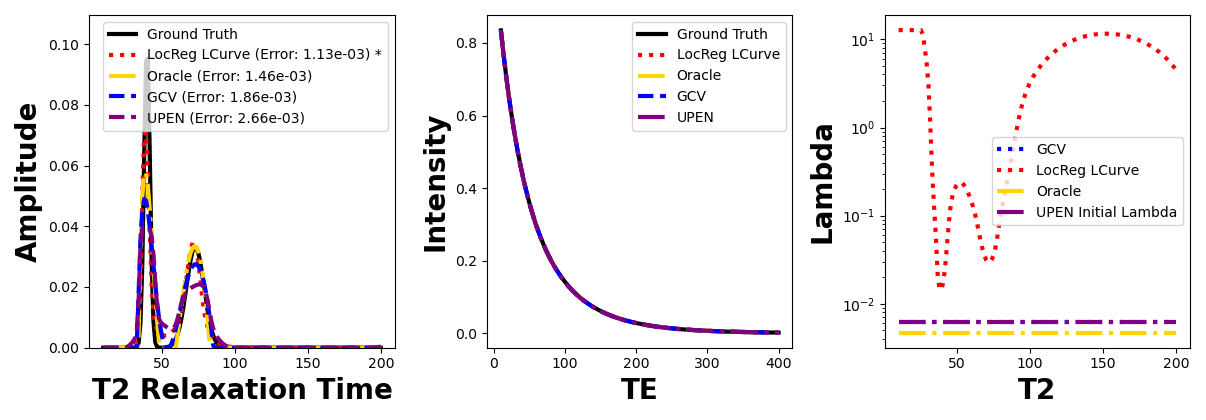 Amplitude
0.10
0.08
0.06
0.04
0.02
0.00
Ground Truth
LocReg LCurve (Error: 1.13e-03) *
Oracle (Error: 1.46e-03)
GCV (Error: 1.86e-03)
UPEN (Error: 2.66e-03)
50 100 150 200
T2 Relaxation Time
Intensity
0.8
0.6
0.4
0.2
0.0
Ground Truth
LocReg LCurve
Oracle
GCV
UPEN
0 100 200 300 400
TE
Lambda
10¹
10⁰
10⁻¹
10⁻²
GCV
LocReg LCurve
Oracle
UPEN Initial Lambda
50 100 150 200
T2